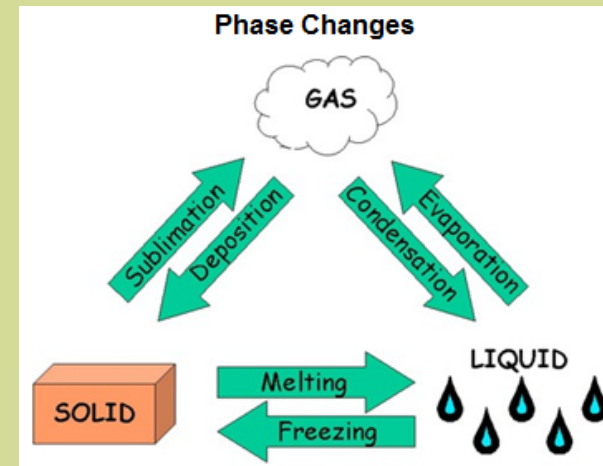 Phase Changes
GAS
Sublimation
Deposition
Condensation
Evaporation
SOLID
Melting
Freezing
LIQUID